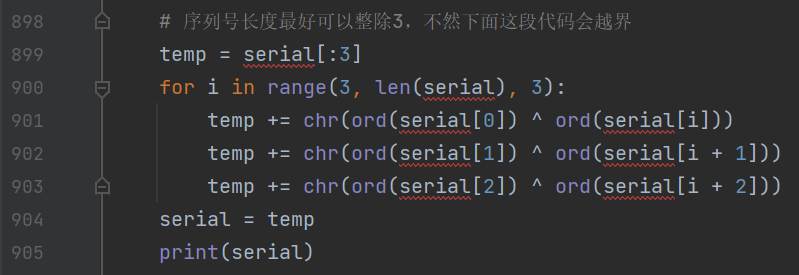 898 # 序列号长度最好可以整除3，不然下面这段代码会越界
899 temp = serial[:3]
900 for i in range(3, len(serial), 3):
901 temp += chr(ord(serial[0]) ^ ord(serial[i]))
902 temp += chr(ord(serial[1]) ^ ord(serial[i + 1]))
903 temp += chr(ord(serial[2]) ^ ord(serial[i + 2]))
904 serial = temp
905 print(serial)